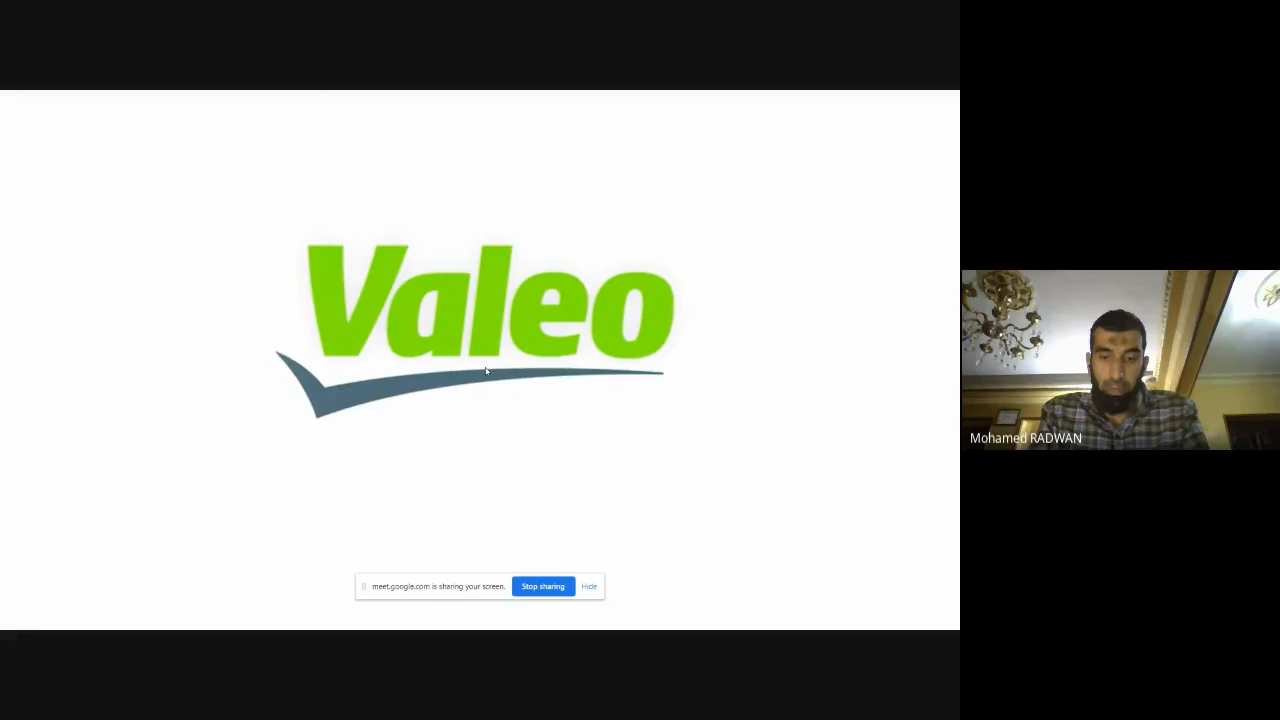 Valeo
meet.google.com is sharing your screen.
Stop sharing
Hide
Mohamed RADWAN